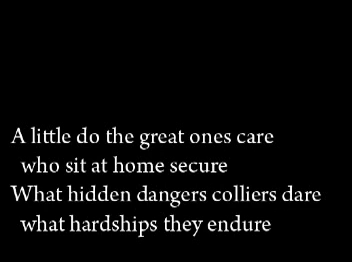 A little do the great ones care
who sit at home secure
What hidden dangers colliers dare
what hardships they endure